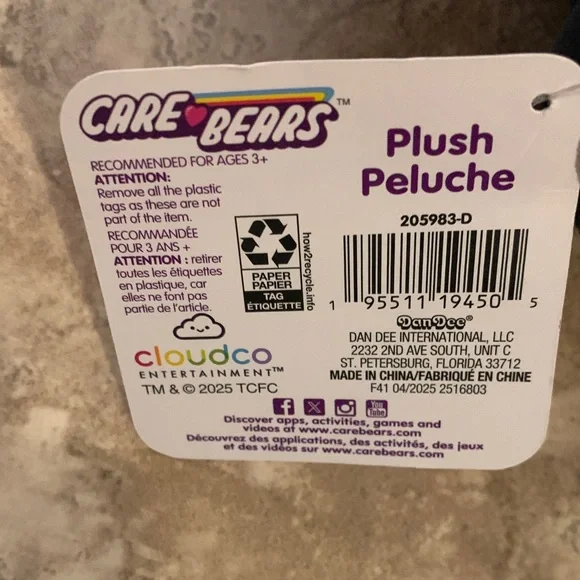 CARE BEARS™
RECOMMENDED FOR AGES 3+
ATTENTION:
Remove all the plastic
tags as these are not
part of the item.
RECOMMANDÉE
POUR 3 ANS +
ATTENTION : retirer
toutes les étiquettes
en plastique, car
elles ne font pas
partie de l'article.
PAPER
PAPIER
TAG
ÉTIQUETTE
how2recycle.info
Plush
Peluche
205983-D
1 95511 19450 5
DanDee®
DAN DEE INTERNATIONAL, LLC
2232 2ND AVE SOUTH, UNIT C
ST. PETERSBURG, FLORIDA 33712
MADE IN CHINA/FABRIQUÉ EN CHINE
F41 04/2025 2516803
cloudco
ENTERTAINMENT™
TM & © 2025 TCFC
f X You Tube
Discover apps, activities, games and
videos at www.carebears.com
Découvrez des applications, des activités, des jeux
et des vidéos sur www.carebears.com